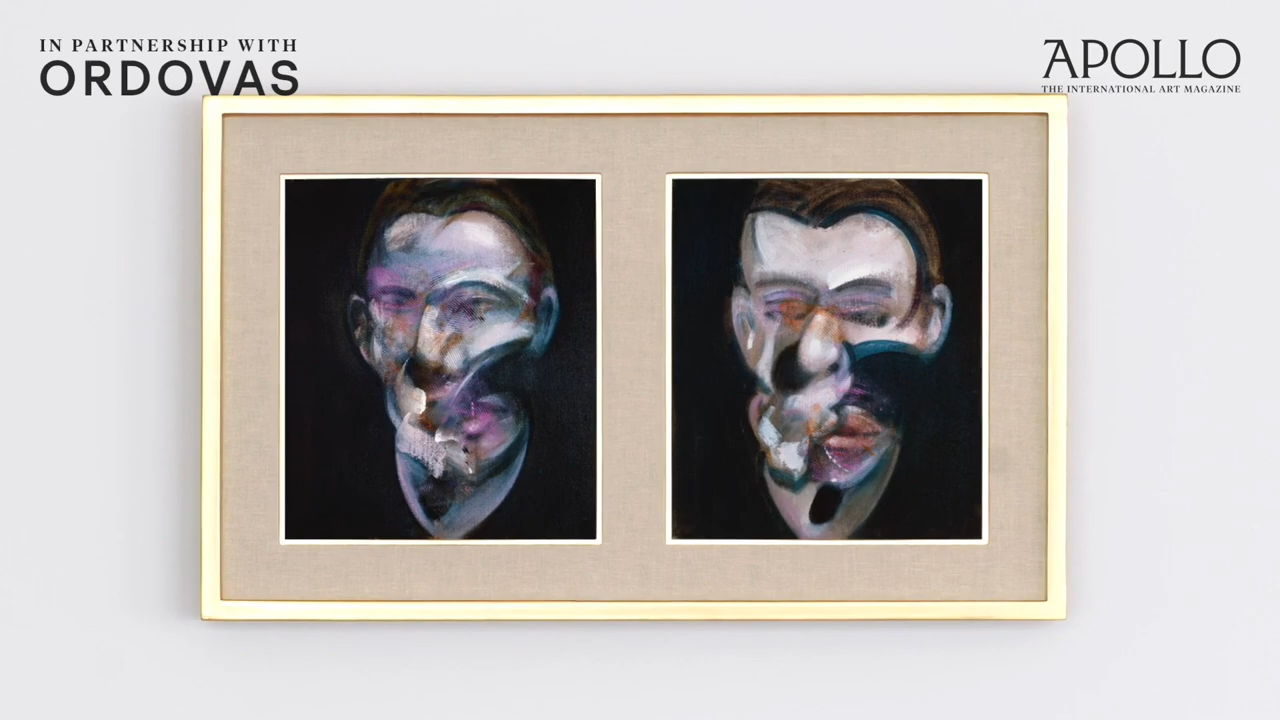 IN PARTNERSHIP WITH
ORDOVAS
APOLLO
THE INTERNATIONAL ART MAGAZINE